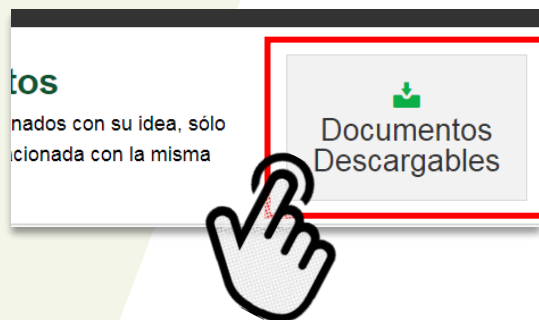 tos
nados con su idea, sólo
cionada con la misma
Documentos
Descargables